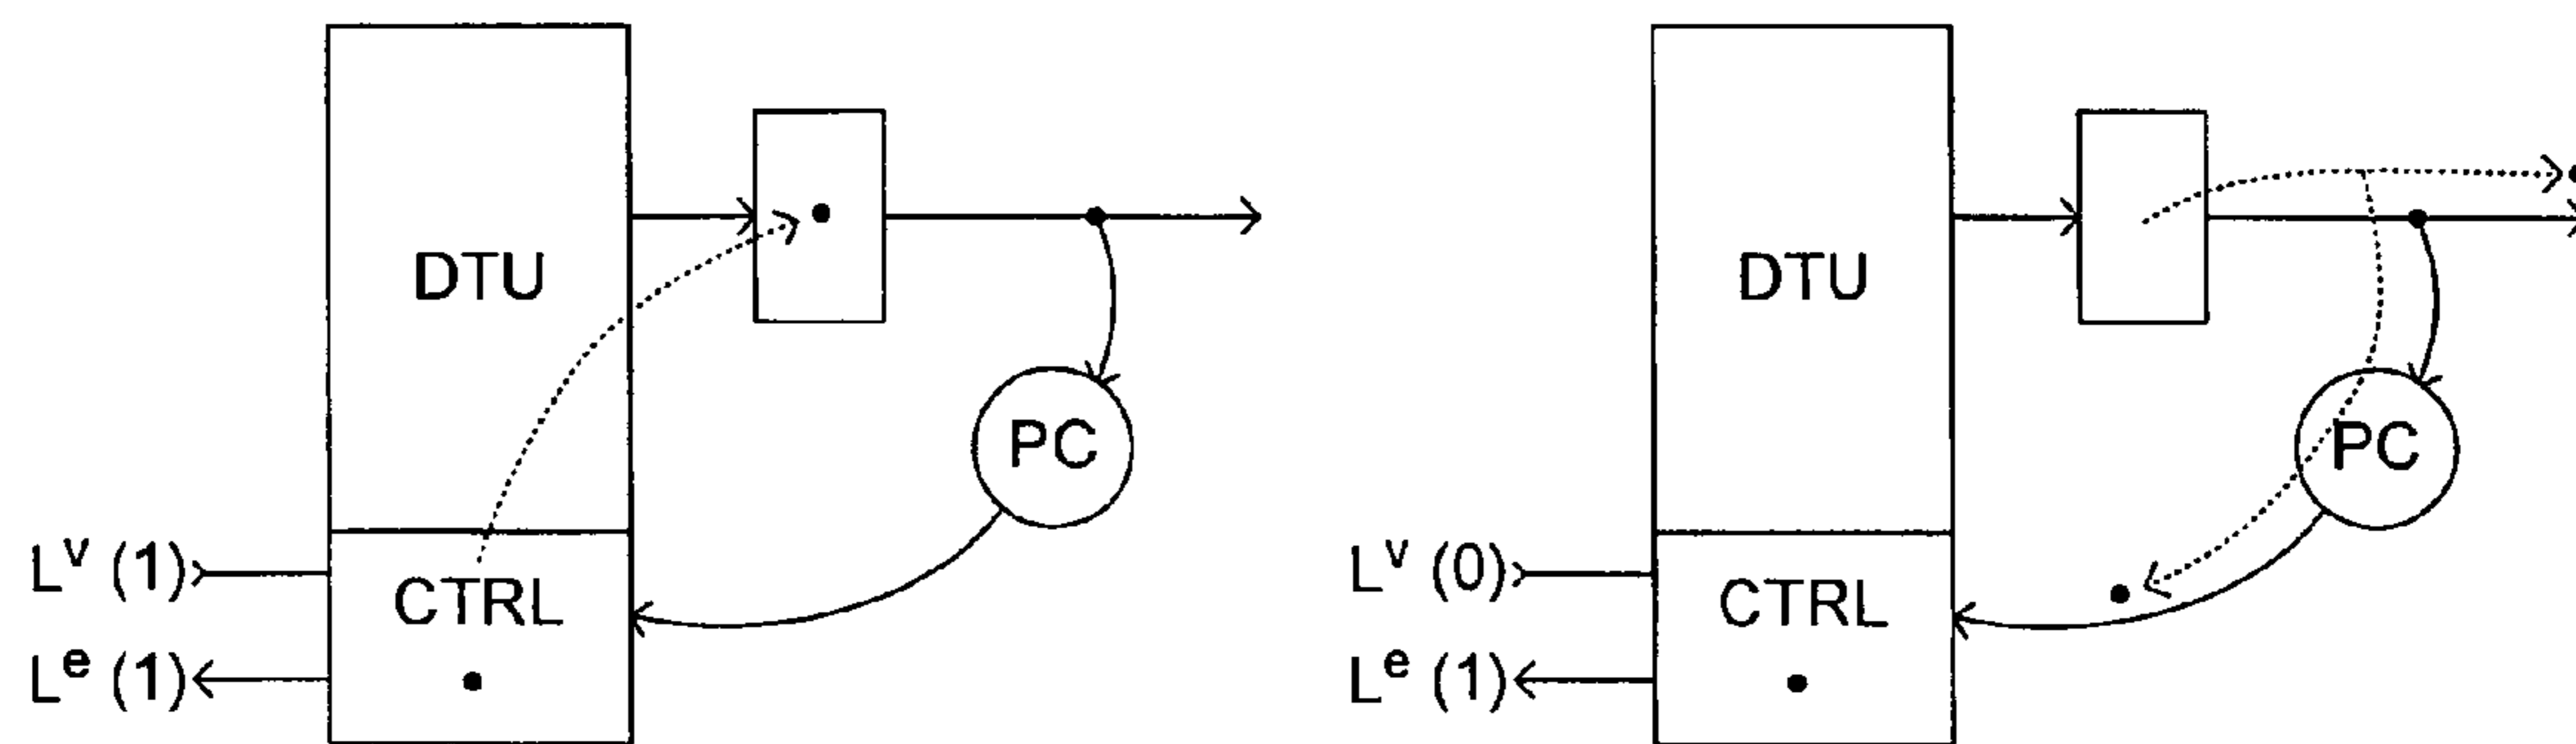 DTU
PC
L^v (1)
CTRL
L^e (1)
DTU
PC
L^v (0)
CTRL
L^e (1)